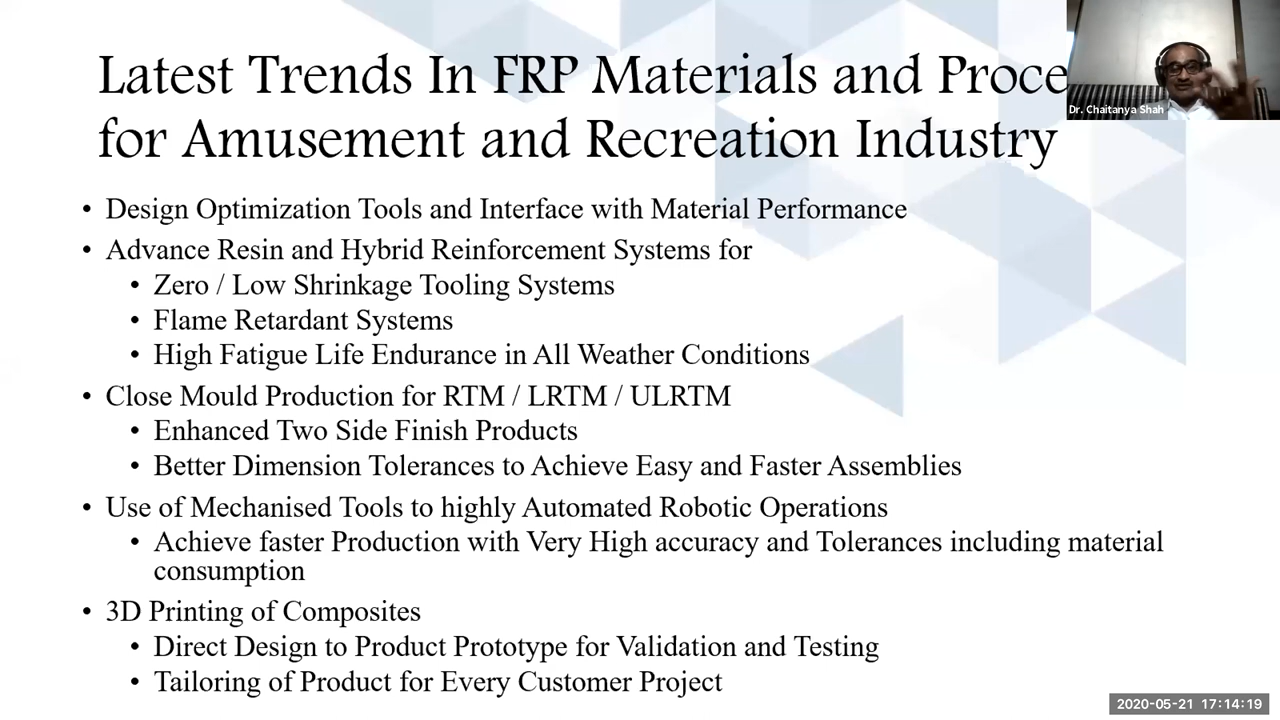 Latest Trends In FRP Materials and Proce
for Amusement and Recreation Industry
Dr. Chaitanya Shah
• Design Optimization Tools and Interface with Material Performance
• Advance Resin and Hybrid Reinforcement Systems for
• Zero / Low Shrinkage Tooling Systems
• Flame Retardant Systems
• High Fatigue Life Endurance in All Weather Conditions
• Close Mould Production for RTM / LRTM / ULRTM
• Enhanced Two Side Finish Products
• Better Dimension Tolerances to Achieve Easy and Faster Assemblies
• Use of Mechanised Tools to highly Automated Robotic Operations
• Achieve faster Production with Very High accuracy and Tolerances including material
consumption
• 3D Printing of Composites
• Direct Design to Product Prototype for Validation and Testing
• Tailoring of Product for Every Customer Project
2020-05-21 17:14:19